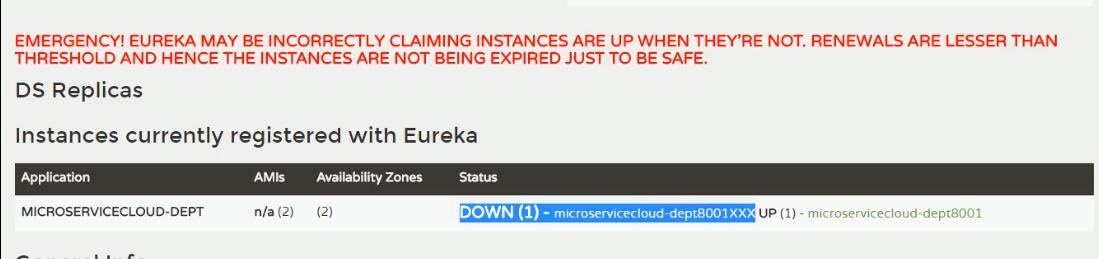 EMERGENCY! EUREKA MAY BE INCORRECTLY CLAIMING INSTANCES ARE UP WHEN THEY'RE NOT. RENEWALS ARE LESSER THAN
THRESHOLD AND HENCE THE INSTANCES ARE NOT BEING EXPIRED JUST TO BE SAFE.
DS Replicas
Instances currently registered with Eureka
Application AMIs Availability Zones Status
MICROSERVICECLOUD-DEPT n/a (2) (2) DOWN (1) - microservicecloud-dept8001XXX UP (1) - microservicecloud-dept8001